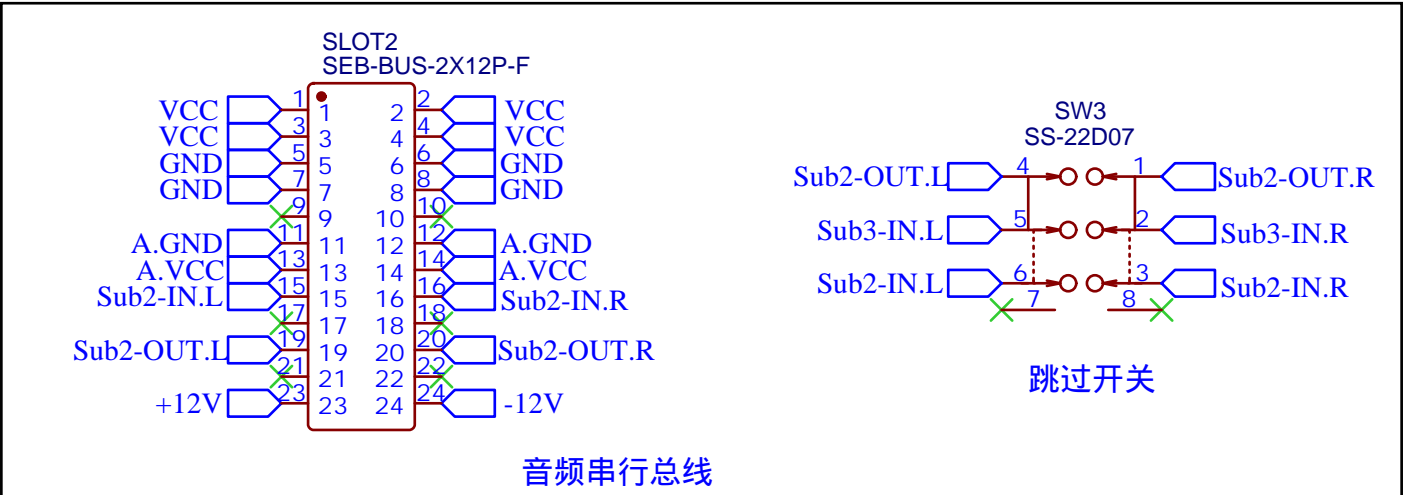 SLOT2
SEB-BUS-2X12P-F
VCC 1 1 2 2 VCC
VCC 3 3 4 4 VCC
GND 5 5 6 6 GND
GND 7 7 8 8 GND
9 9 10 10
A.GND 11 11 12 12 A.GND
A.VCC 13 13 14 14 A.VCC
Sub2-IN.L 15 15 16 16 Sub2-IN.R
17 17 18 18
Sub2-OUT.L 19 19 20 20 Sub2-OUT.R
21 21 22 22
+12V 23 23 24 24 -12V
音频串行总线
SW3
SS-22D07
Sub2-OUT.L 4 1 Sub2-OUT.R
Sub3-IN.L 5 2 Sub3-IN.R
Sub2-IN.L 6 3 Sub2-IN.R
7 8
跳过开关